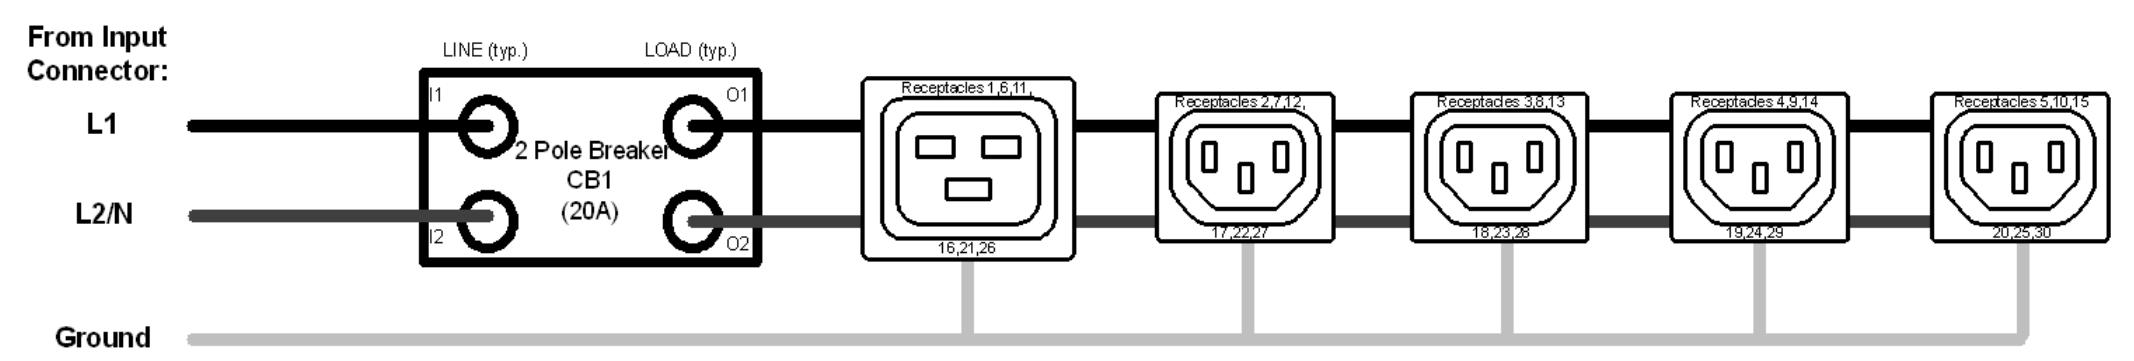 From Input
Connector:
LINE (typ.)
LOAD (typ.)
I1
O1
L1
2 Pole Breaker
CB1
(20A)
L2/N
I2
O2
Receptacles 1,6,11,
16,21,26
Receptacles 2,7,12,
17,22,27
Receptacles 3,8,13
18,23,28
Receptacles 4,9,14
19,24,29
Receptacles 5,10,15
20,25,30
Ground